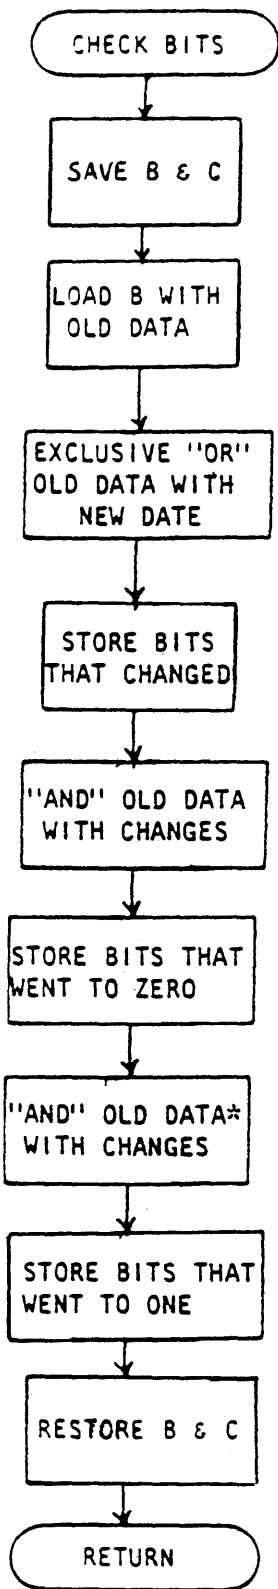 CHECK BITS
SAVE B & C
LOAD B WITH
OLD DATA
EXCLUSIVE "OR"
OLD DATA WITH
NEW DATE
STORE BITS
THAT CHANGED
"AND" OLD DATA
WITH CHANGES
STORE BITS THAT
WENT TO ZERO
"AND" OLD DATA*
WITH CHANGES
STORE BITS THAT
WENT TO ONE
RESTORE B & C
RETURN